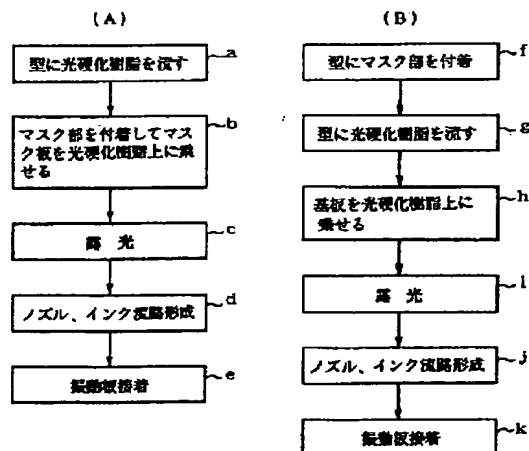 (A)
型に光硬化樹脂を流す
a
マスク部を付着してマス
ク板を光硬化樹脂上に乗
せる
b
露 光
c
ノズル、インク流路形成
d
振動板接着
e
(B)
型にマスク部を付着
f
型に光硬化樹脂を流す
g
基板を光硬化樹脂上に
乗せる
h
露 光
i
ノズル、インク流路形成
j
振動板接着
k